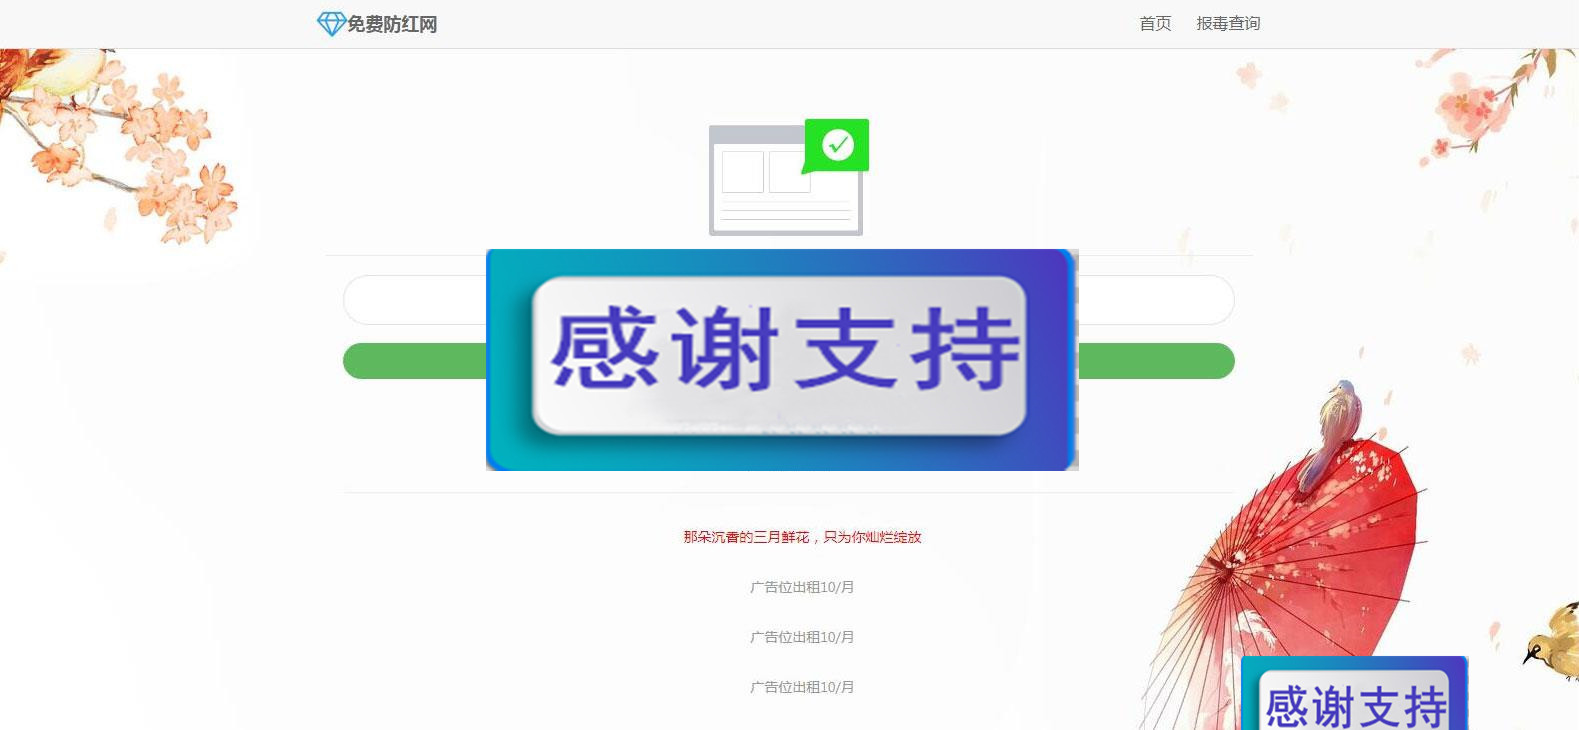 免费防红网
首页 报毒查询
感谢支持
那朵沉香的三月鲜花，只为你灿烂绽放
广告位出租10/月
广告位出租10/月
广告位出租10/月
感谢支持